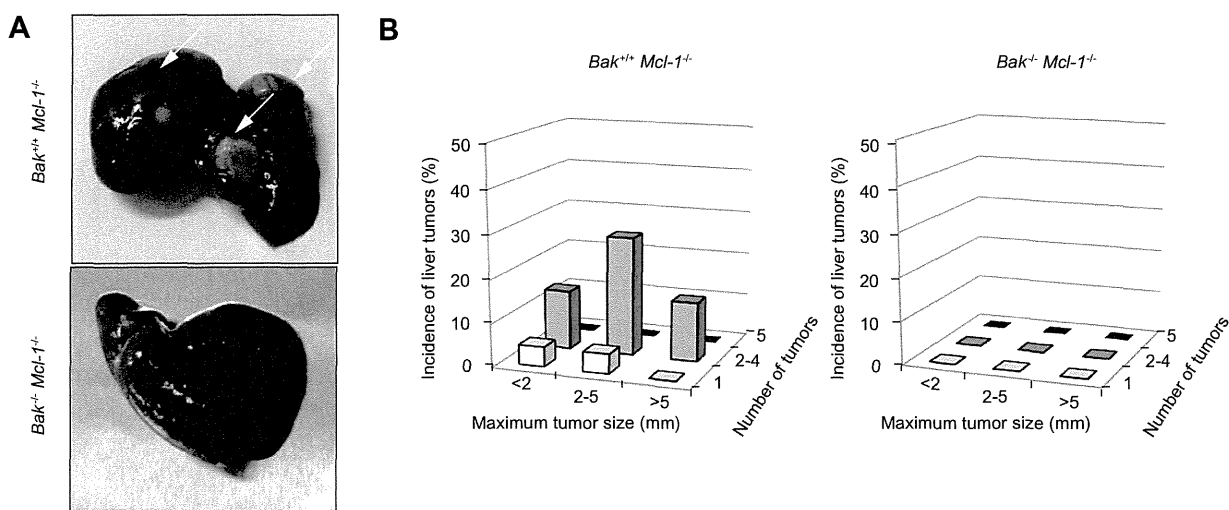 A
Bak+/+ Mcl-1-/-
Bak-/- Mcl-1-/-
B
Bak+/+ Mcl-1-/-
Incidence of liver tumors (%)
50
40
30
20
10
0
<2
2-5
>5
Maximum tumor size (mm)
1
2-4
5
Number of tumors
Bak-/- Mcl-1-/-
Incidence of liver tumors (%)
50
40
30
20
10
0
<2
2-5
>5
Maximum tumor size (mm)
1
2-4
5
Number of tumors